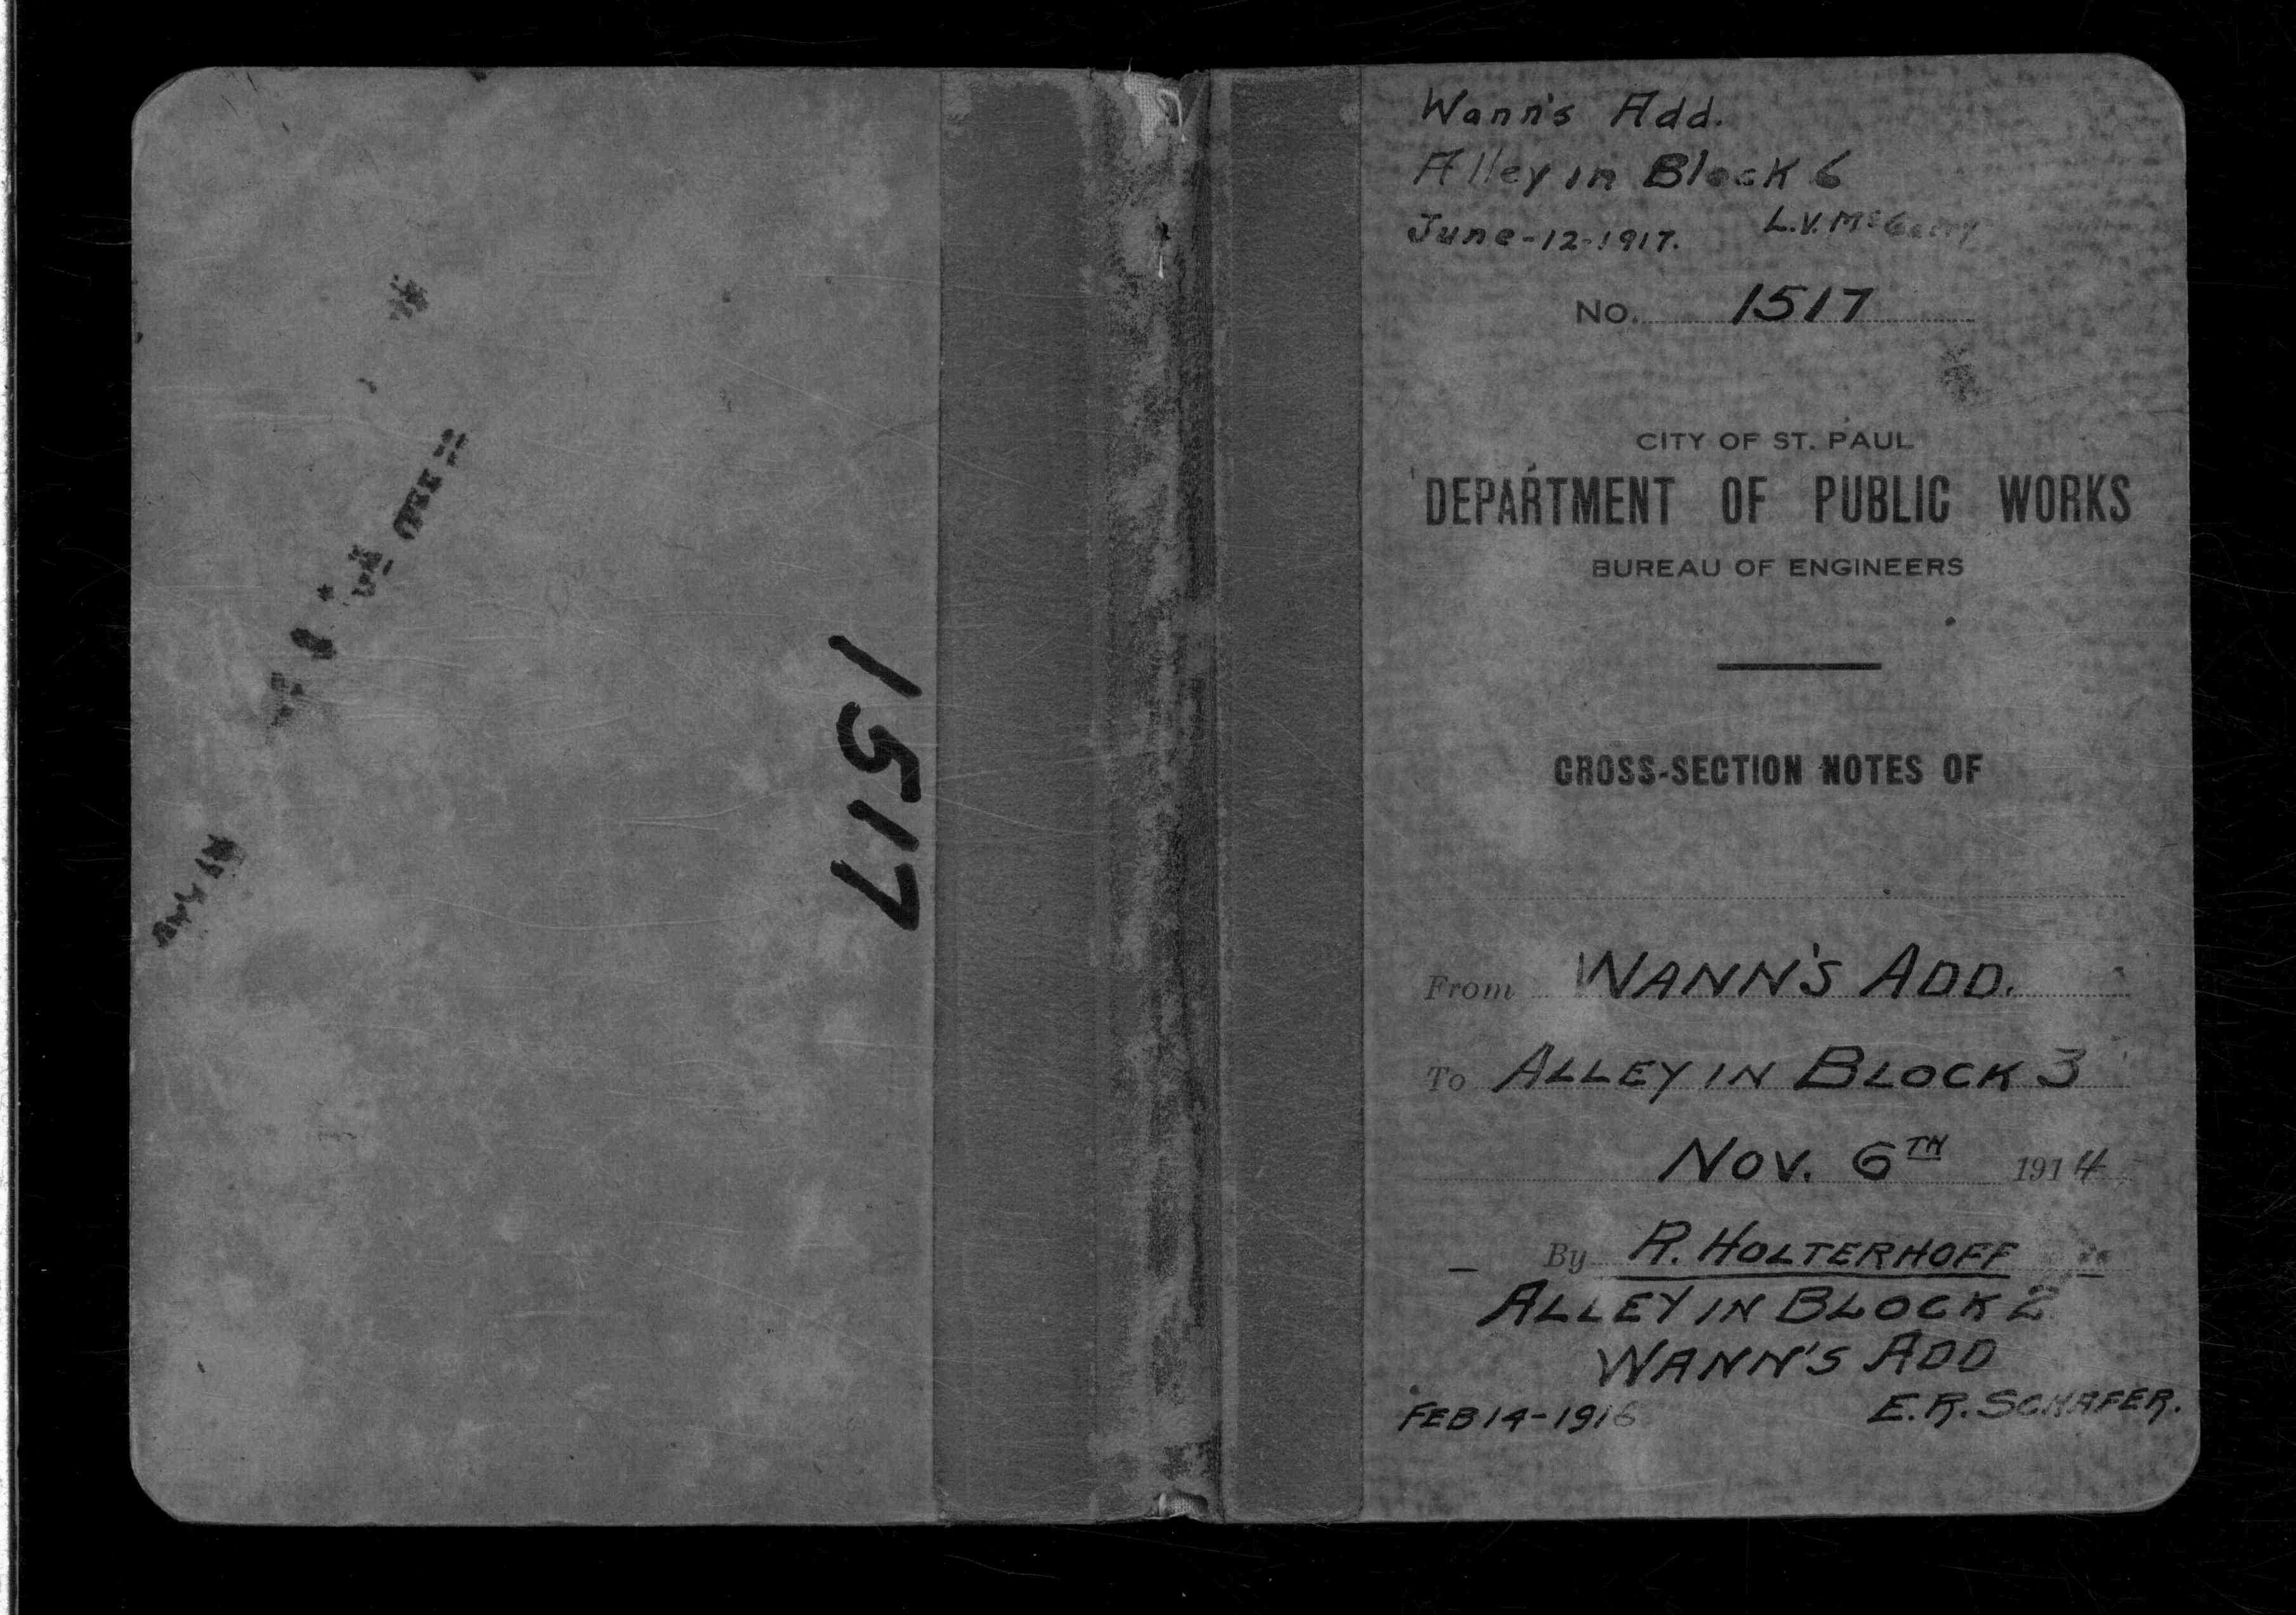 1517
Wann's Add.
Alley in Block 6
June-12-1917. L.V.
No. 1517
CITY OF ST. PAUL
DEPARTMENT OF PUBLIC WORKS
BUREAU OF ENGINEERS
CROSS-SECTION NOTES OF
From WANN'S ADD.
To ALLEY IN BLOCK 3
NOV. 6TH 1914
By R. HOLTERHOFF
ALLEY IN BLOCK 2
WANN'S ADD
FEB 14-1916 E.R. SCHAFER.